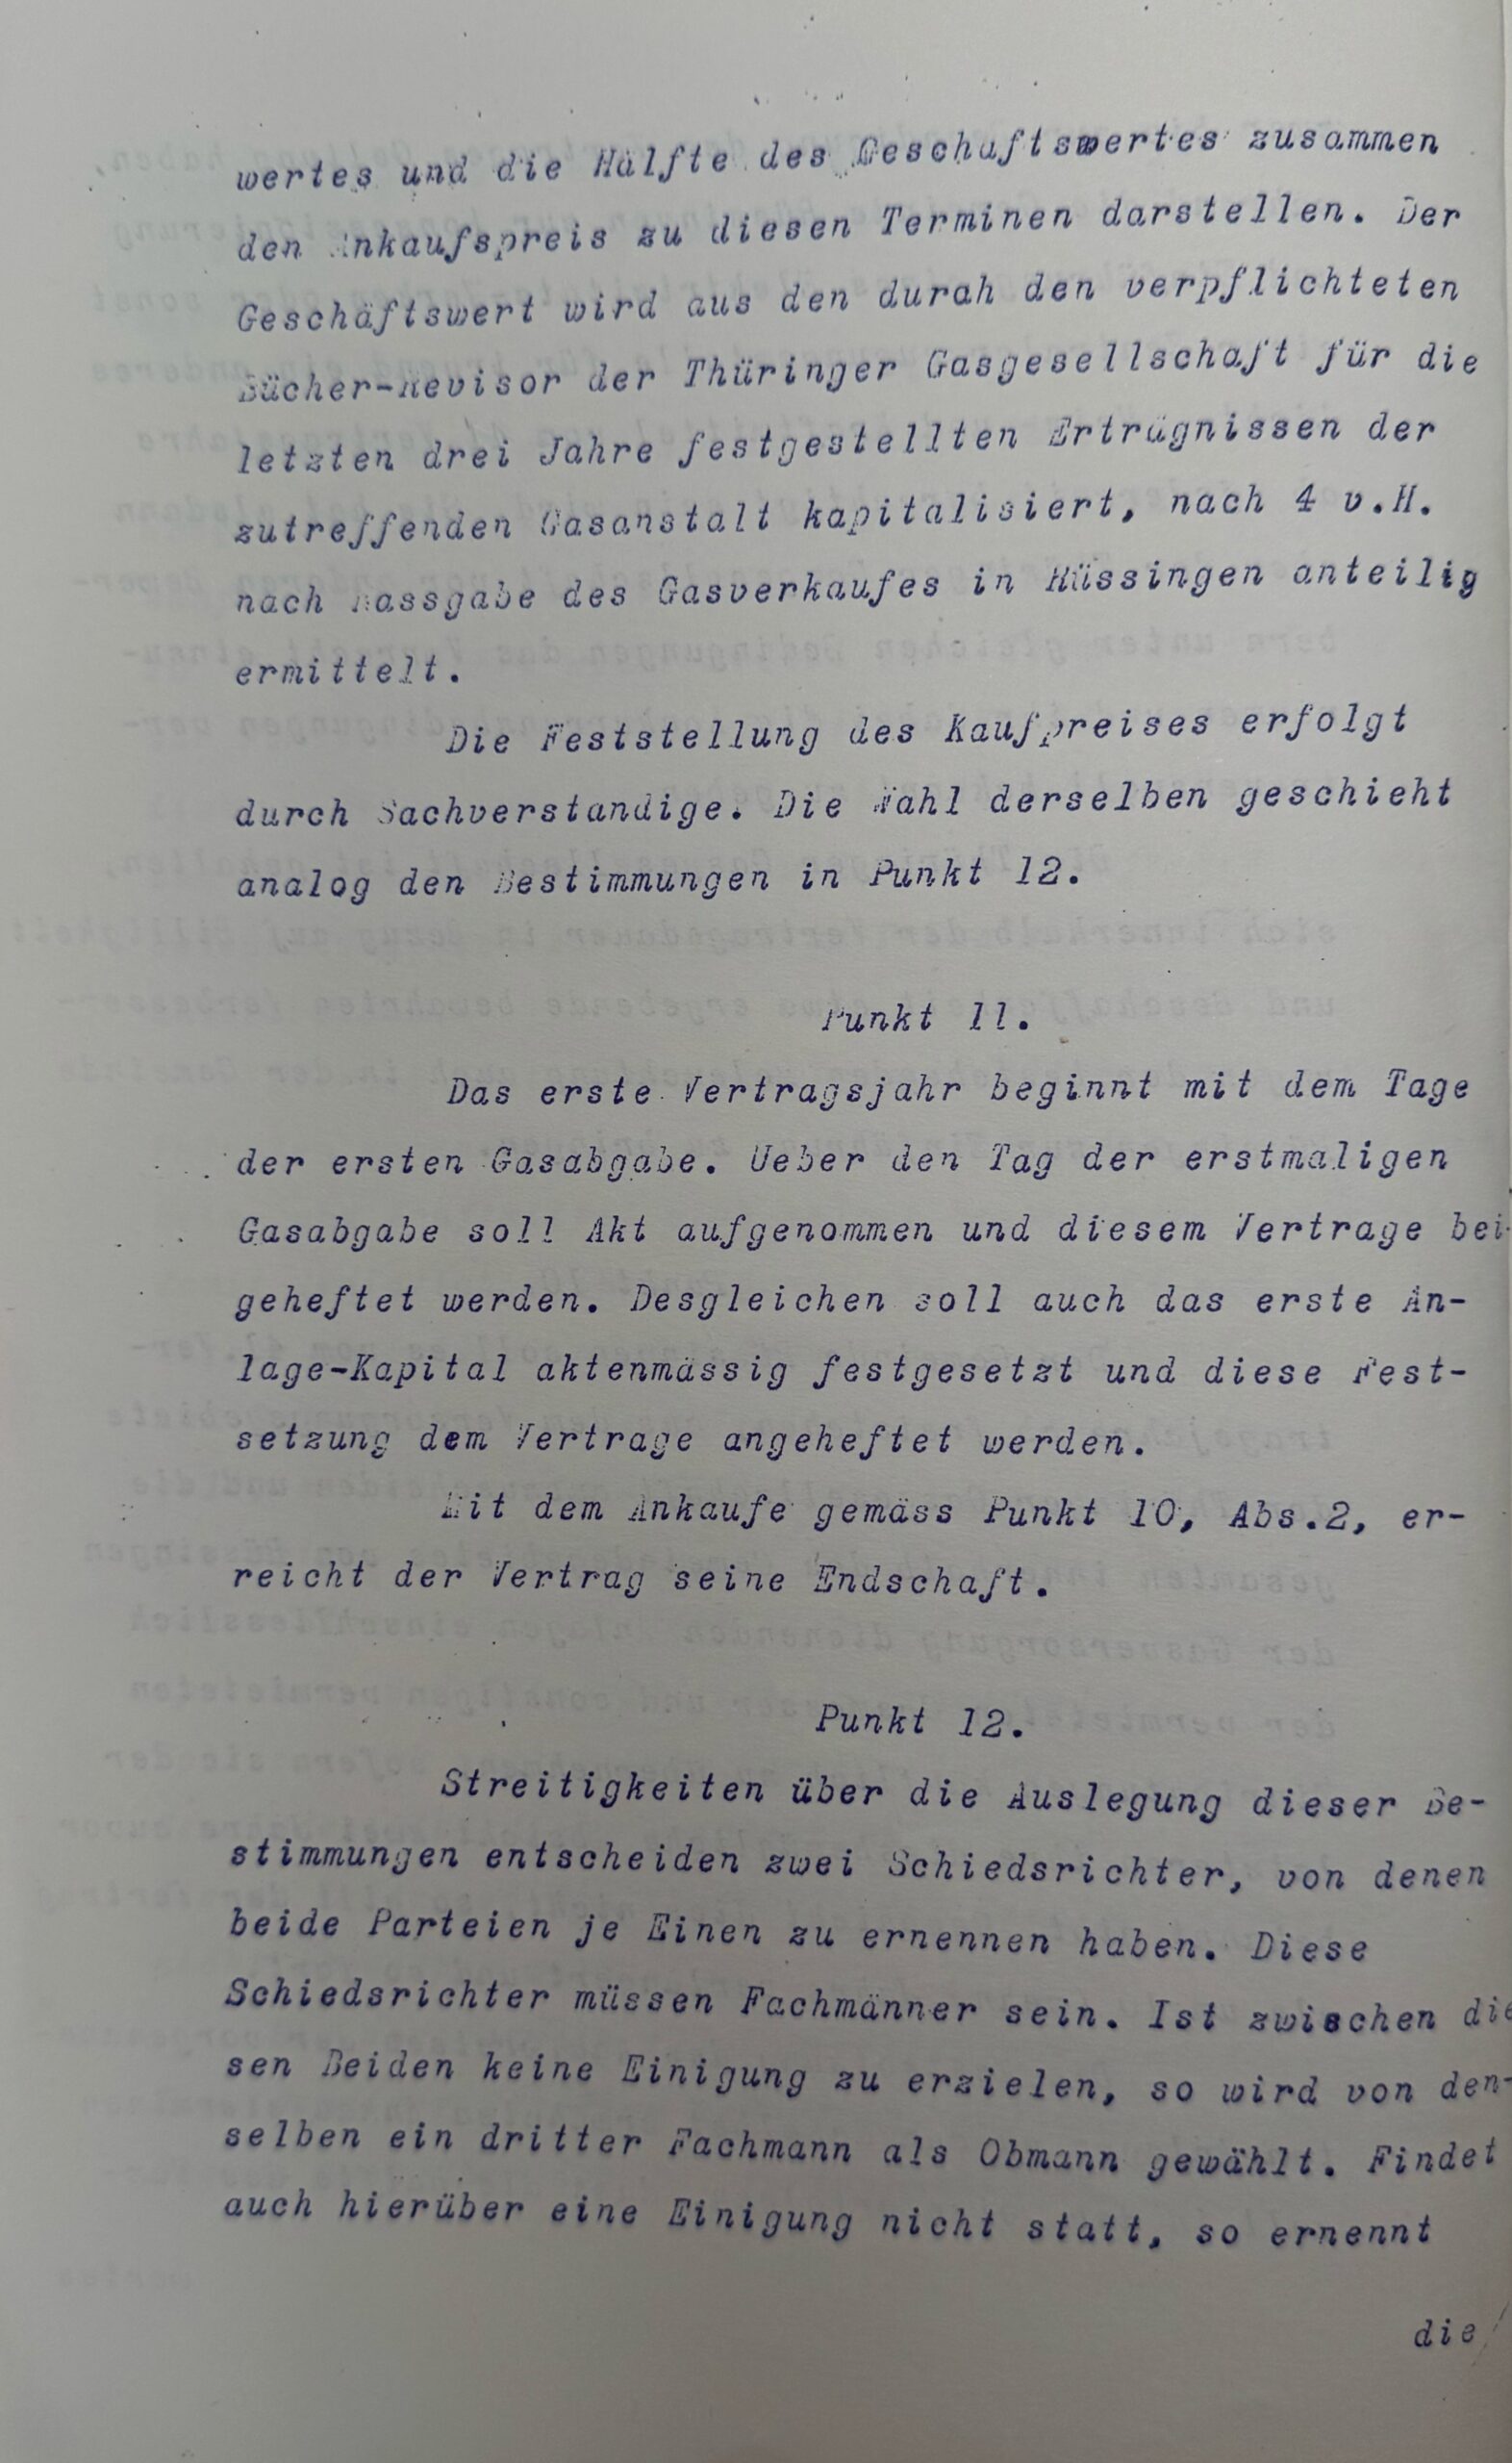 wertes und die Hälfte des Geschäftswertes zusammen
den Ankaufspreis zu diesen Terminen darstellen. Der
Geschäftswert wird aus den durah den verpflichteten
Bücher-Revisor der Thüringer Gasgesellschaft für die
letzten drei Jahre festgestellten Erträgnissen der
zutreffenden Gasanstalt kapitalisiert, nach 4 v.H.
nach Massgabe des Gasverkaufes in Hüssingen anteilig
ermittelt.
Die Feststellung des Kaufpreises erfolgt
durch Sachverständige. Die Wahl derselben geschieht
analog den Bestimmungen in Punkt 12.
Punkt 11.
Das erste Vertragsjahr beginnt mit dem Tage
der ersten Gasabgabe. Ueber den Tag der erstmaligen
Gasabgabe soll Akt aufgenommen und diesem Vertrage bei-
geheftet werden. Desgleichen soll auch das erste An-
lage-Kapital aktenmässig festgesetzt und diese Fest-
setzung dem Vertrage angeheftet werden.
Mit dem Ankaufe gemäss Punkt 10, Abs.2, er-
reicht der Vertrag seine Endschaft.
Punkt 12.
Streitigkeiten über die Auslegung dieser Be-
stimmungen entscheiden zwei Schiedsrichter, von denen
beide Parteien je Einen zu ernennen haben. Diese
Schiedsrichter müssen Fachmänner sein. Ist zwischen die
sen Beiden keine Einigung zu erzielen, so wird von den-
selben ein dritter Fachmann als Obmann gewählt. Findet
auch hierüber eine Einigung nicht statt, so ernennt
die/